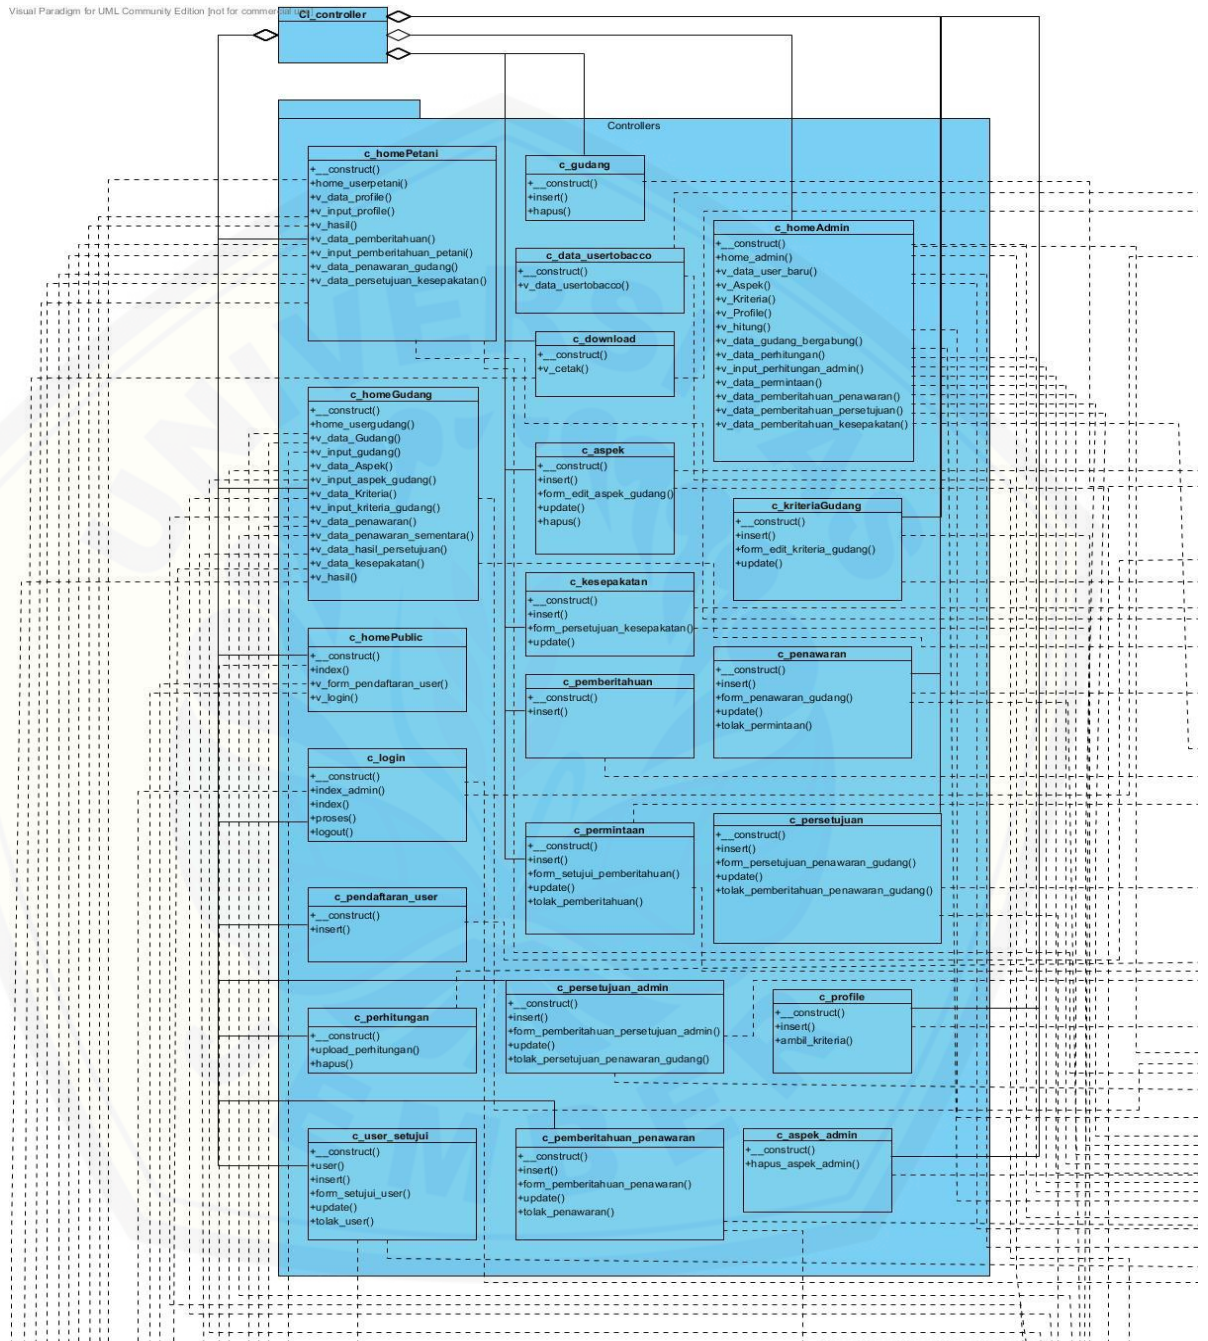 Visual Paradigm for UML Community Edition [not for commercial use]
CI_controller
Controllers
c_homePetani
+__construct()
+home_userpetani()
+v_data_profile()
+v_input_profile()
+v_hasil()
+v_data_pemberitahuan()
+v_input_pemberitahuan_petani()
+v_data_penawaran_gudang()
+v_data_persetujuan_kesepakatan()
c_gudang
+__construct()
+insert()
+hapus()
c_data_usertobacco
+__construct()
+v_data_usertobacco()
c_homeAdmin
+__construct()
+home_admin()
+v_data_user_baru()
+v_Aspek()
+v_Kriteria()
+v_Profile()
+v_hitung()
+v_data_gudang_bergabung()
+v_data_perhitungan()
+v_input_perhitungan_admin()
+v_data_permintaan()
+v_data_pemberitahuan_penawaran()
+v_data_pemberitahuan_persetujuan()
+v_data_pemberitahuan_kesepakatan()
c_download
+__construct()
+v_cetak()
c_homeGudang
+__construct()
+home_usergudang()
+v_data_Gudang()
+v_input_gudang()
+v_data_Aspek()
+v_input_aspek_gudang()
+v_data_Kriteria()
+v_input_kriteria_gudang()
+v_data_penawaran()
+v_data_penawaran_sementara()
+v_data_hasil_persetujuan()
+v_data_kesepakatan()
+v_hasil()
c_aspek
+__construct()
+insert()
+form_edit_aspek_gudang()
+update()
+hapus()
c_kriteriaGudang
+__construct()
+insert()
+form_edit_kriteria_gudang()
+update()
c_kesepakatan
+__construct()
+insert()
+form_persetujuan_kesepakatan()
+update()
c_homePublic
+__construct()
+index()
+v_form_pendaftaran_user()
+v_login()
c_penawaran
+__construct()
+insert()
+form_penawaran_gudang()
+update()
+tolak_permintaan()
c_pemberitahuan
+__construct()
+insert()
c_login
+__construct()
+index_admin()
+index()
+proses()
+logout()
c_permintaan
+__construct()
+insert()
+form_setujui_pemberitahuan()
+update()
+tolak_pemberitahuan()
c_persetujuan
+__construct()
+insert()
+form_persetujuan_penawaran_gudang()
+update()
+tolak_pemberitahuan_penawaran_gudang()
c_pendaftaran_user
+__construct()
+insert()
c_persetujuan_admin
+__construct()
+insert()
+form_pemberitahuan_persetujuan_admin()
+update()
+tolak_persetujuan_penawaran_gudang()
c_profile
+__construct()
+insert()
+ambil_kriteria()
c_perhitungan
+__construct()
+upload_perhitungan()
+hapus()
c_user_setujui
+__construct()
+user()
+insert()
+form_setujui_user()
+update()
+tolak_user()
c_pemberitahuan_penawaran
+__construct()
+insert()
+form_pemberitahuan_penawaran()
+update()
+tolak_penawaran()
c_aspek_admin
+__construct()
+hapus_aspek_admin()